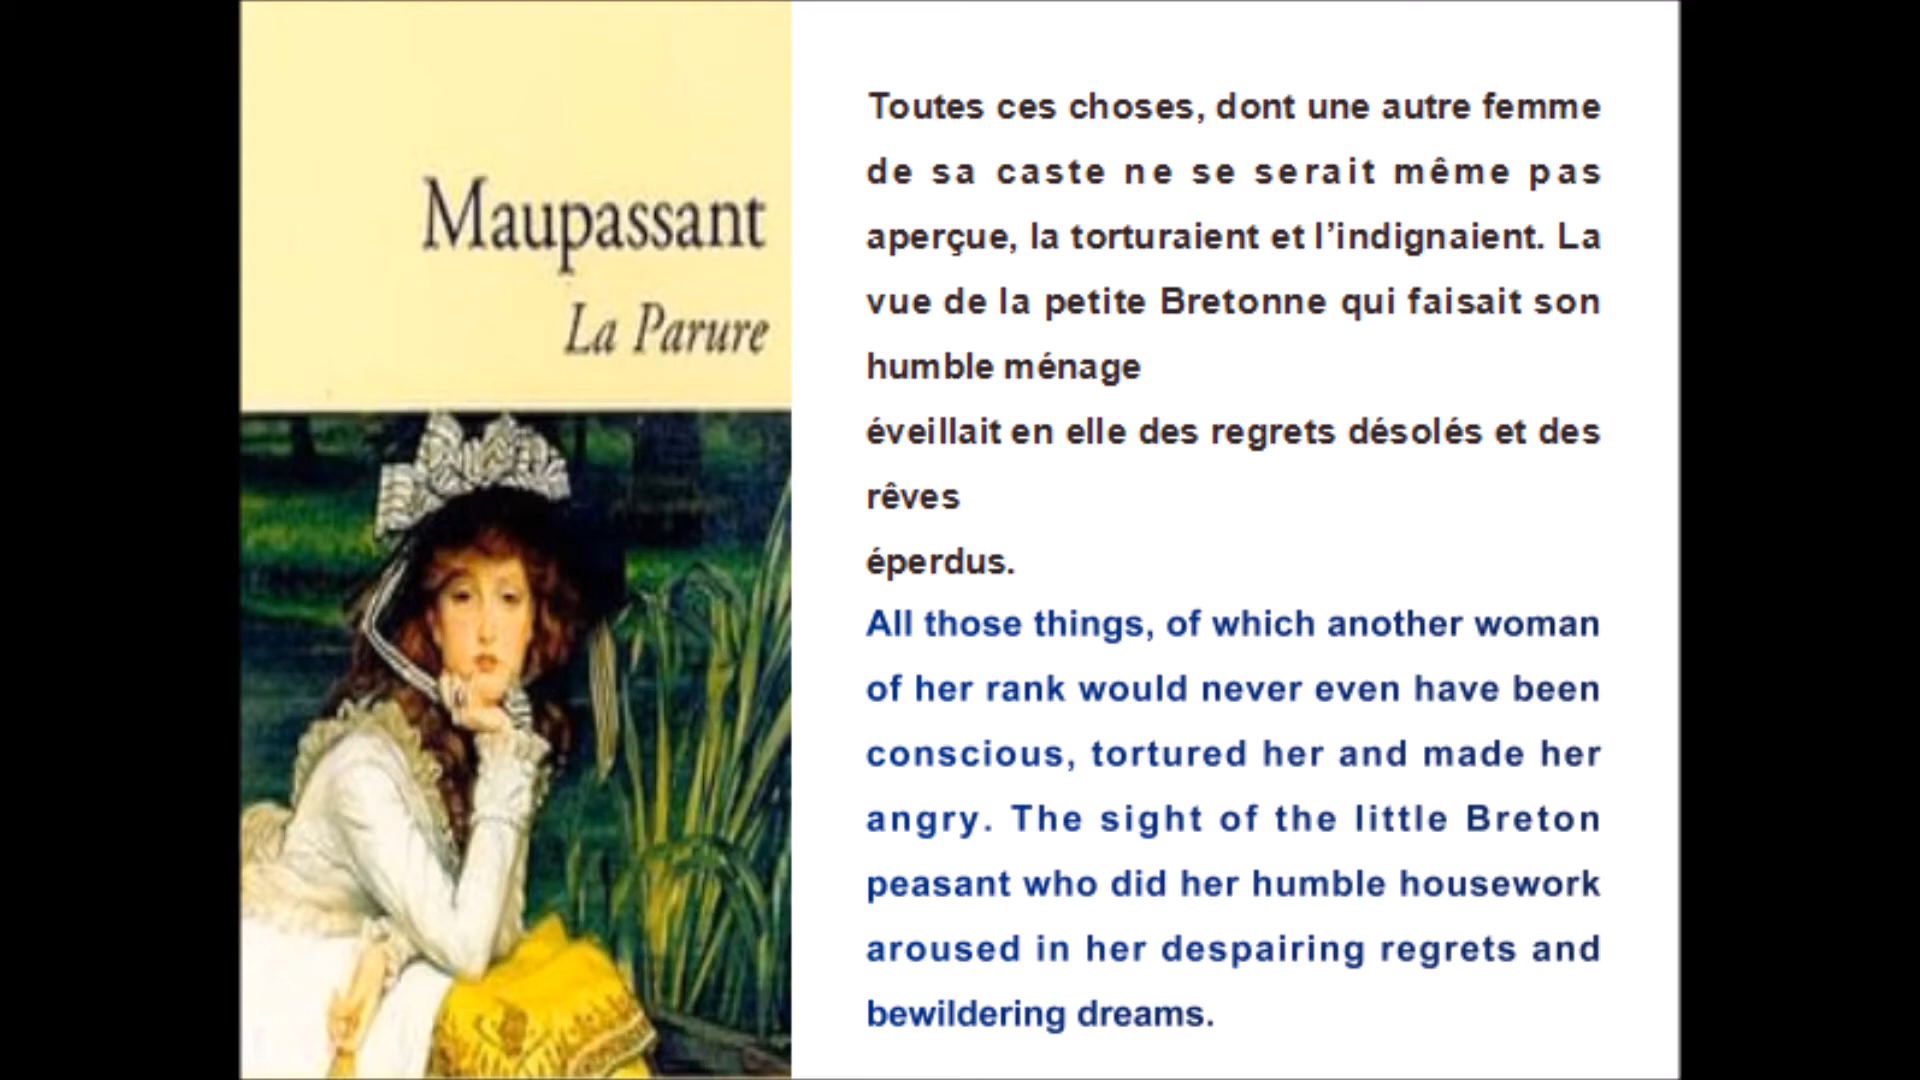 Maupassant
La Parure
Toutes ces choses, dont une autre femme
de sa caste ne se serait même pas
aperçue, la torturaient et l’indignaient. La
vue de la petite Bretonne qui faisait son
humble ménage
éveillait en elle des regrets désolés et des
rêves
éperdus.
All those things, of which another woman
of her rank would never even have been
conscious, tortured her and made her
angry. The sight of the little Breton
peasant who did her humble housework
aroused in her despairing regrets and
bewildering dreams.